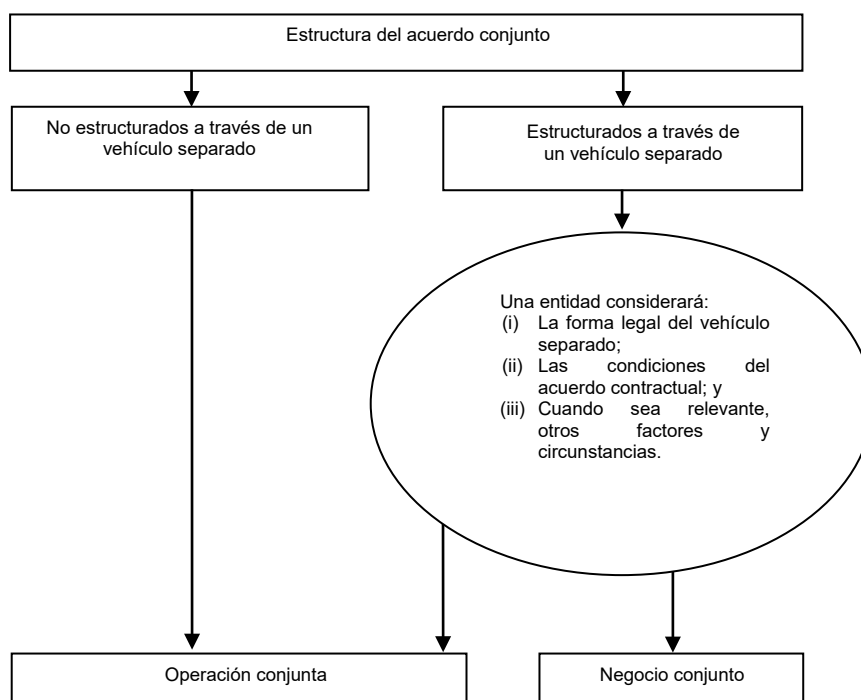 Estructura del acuerdo conjunto
No estructurados a través de un
vehículo separado
Estructurados a través de
un vehículo separado
Una entidad considerará:
(i) La forma legal del vehículo
separado;
(ii) Las condiciones del
acuerdo contractual; y
(iii) Cuando sea relevante,
otros factores y
circunstancias.
Operación conjunta
Negocio conjunto